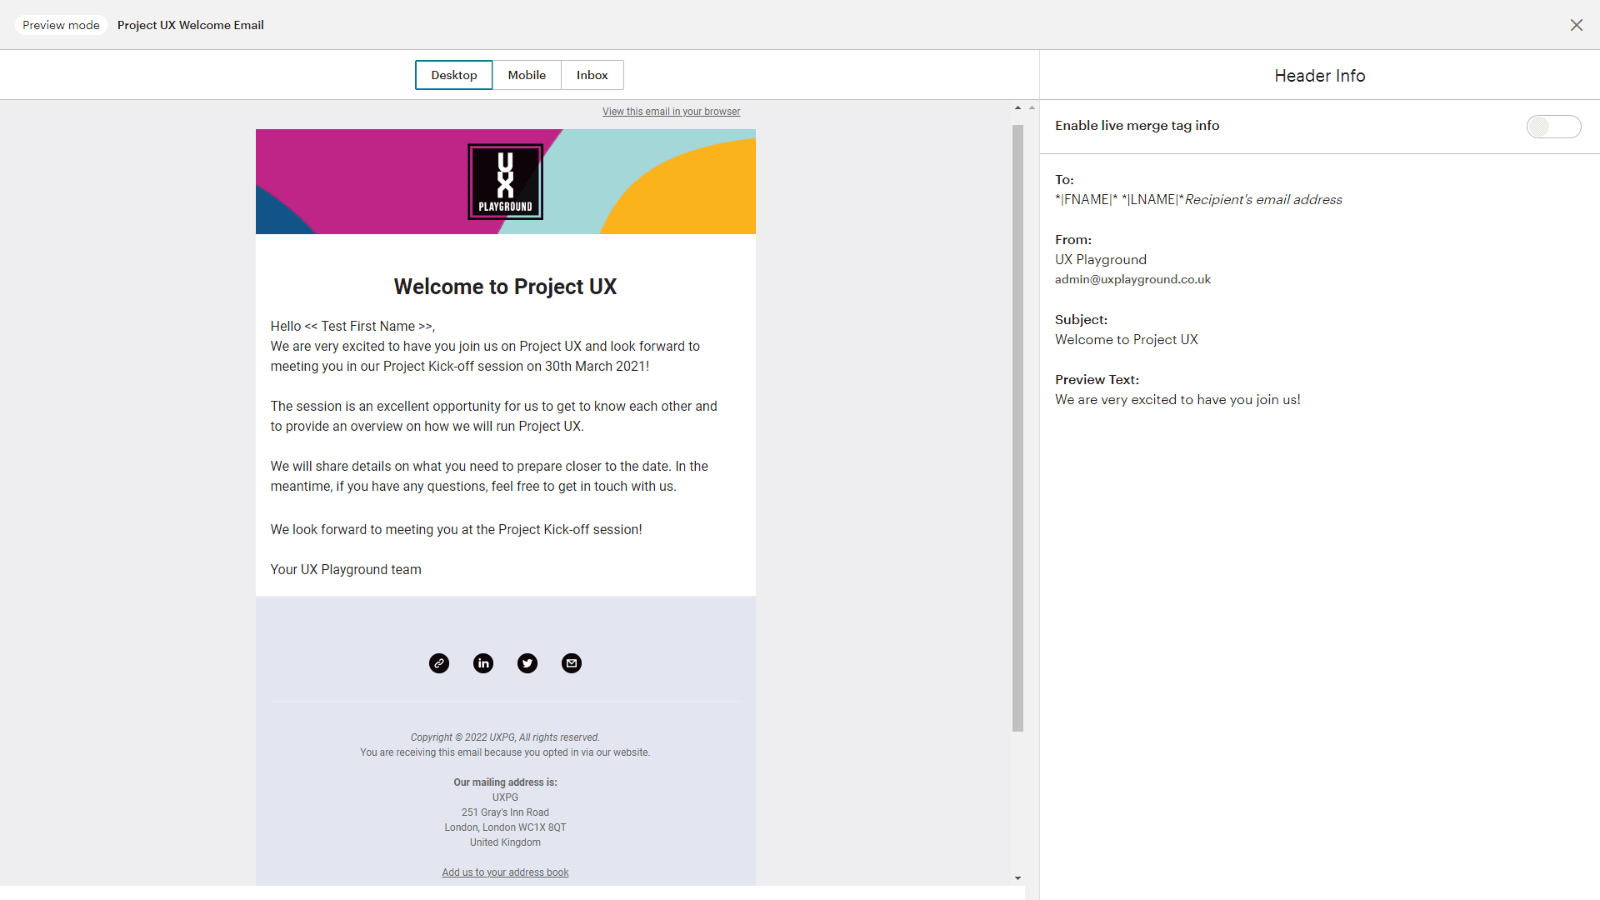 Preview mode
Project UX Welcome Email
Desktop
Mobile
Inbox
Header Info
View this email in your browser
UX
PLAYGROUND
Welcome to Project UX
Hello << Test First Name >>,
We are very excited to have you join us on Project UX and look forward to
meeting you in our Project Kick-off session on 30th March 2021!
The session is an excellent opportunity for us to get to know each other and
to provide an overview on how we will run Project UX.
We will share details on what you need to prepare closer to the date. In the
meantime, if you have any questions, feel free to get in touch with us.
We look forward to meeting you at the Project Kick-off session!
Your UX Playground team
in
Copyright © 2022 UXPG, All rights reserved.
You are receiving this email because you opted in via our website.
Our mailing address is:
UXPG
251 Gray's Inn Road
London, London WC1X 8QT
United Kingdom
Add us to your address book
Enable live merge tag info
To:
*|FNAME|* *|LNAME|*Recipient's email address
From:
UX Playground
admin@uxplayground.co.uk
Subject:
Welcome to Project UX
Preview Text:
We are very excited to have you join us!